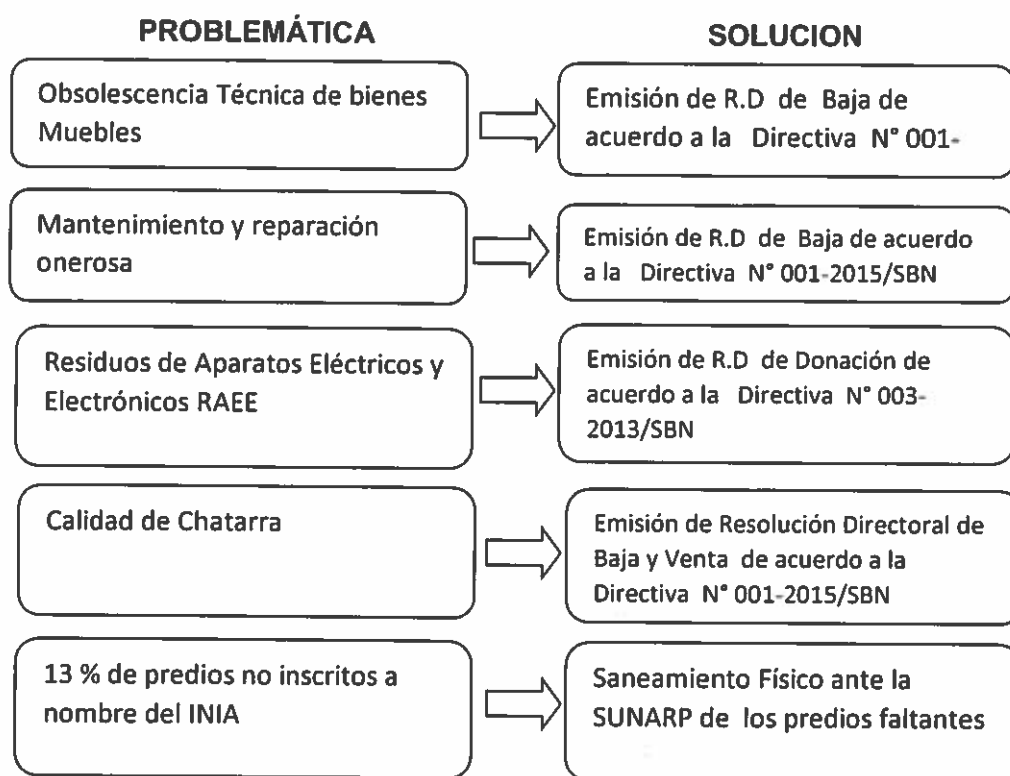 PROBLEMÁTICA
SOLUCION
Obsolescencia Técnica de bienes
Muebles
Emisión de R.D de Baja de
acuerdo a la Directiva N° 001-
Mantenimiento y reparación
onerosa
Emisión de R.D de Baja de acuerdo
a la Directiva N° 001-2015/SBN
Residuos de Aparatos Eléctricos y
Electrónicos RAEE
Emisión de R.D de Donación de
acuerdo a la Directiva N° 003-
2013/SBN
Calidad de Chatarra
Emisión de Resolución Directoral de
Baja y Venta de acuerdo a la
Directiva N° 001-2015/SBN
13 % de predios no inscritos a
nombre del INIA
Saneamiento Físico ante la
SUNARP de los predios faltantes